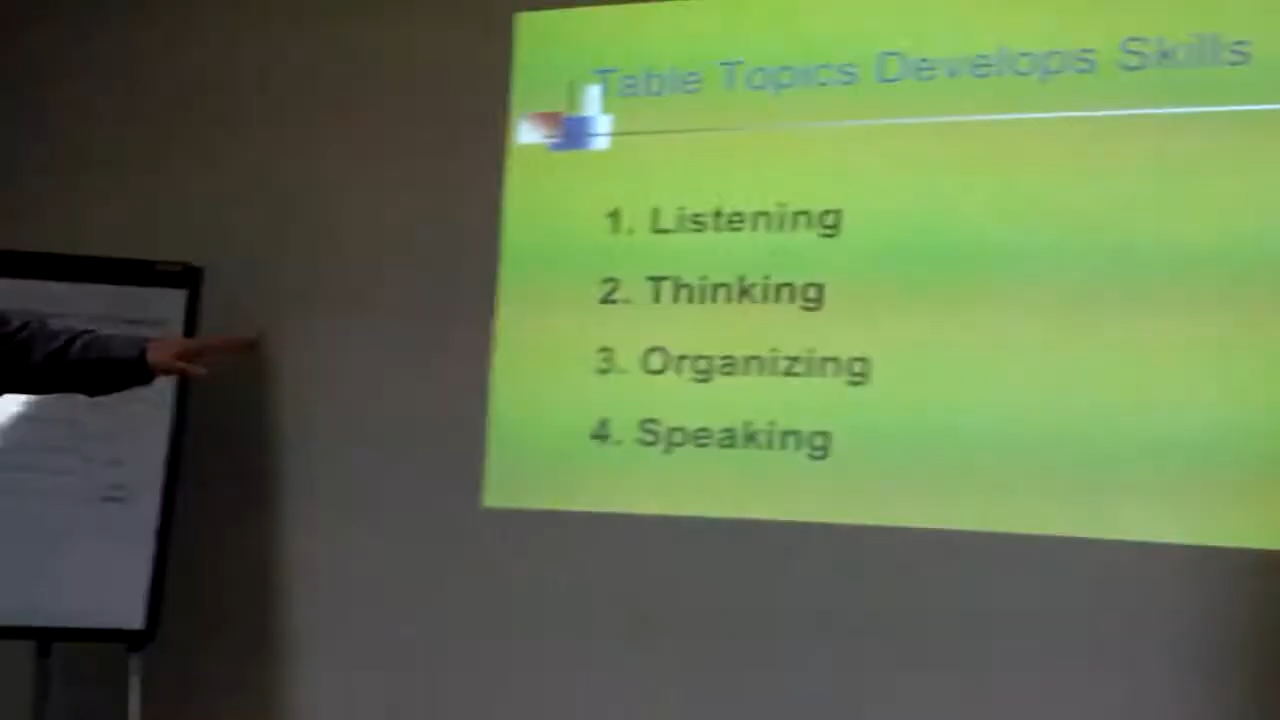 Table Topics Develops Skills
1. Listening
2. Thinking
3. Organizing
4. Speaking